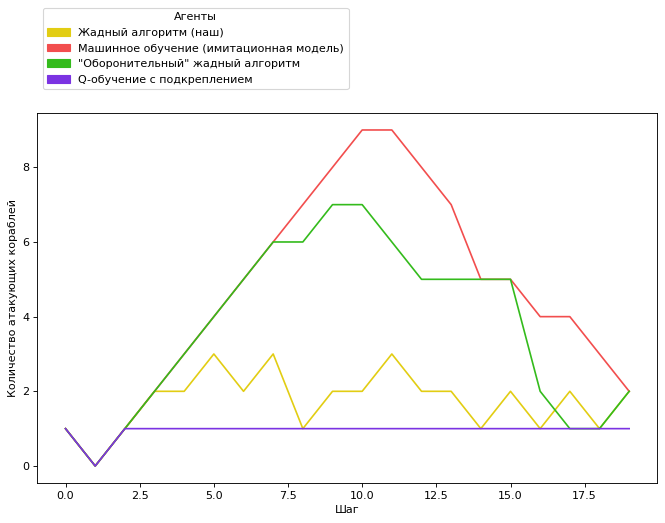 Агенты
Жадный алгоритм (наш)
Машинное обучение (имитационная модель)
"Оборонительный" жадный алгоритм
Q-обучение с подкреплением
Количество атакующих кораблей
8
6
4
2
0
0.0 2.5 5.0 7.5 10.0 12.5 15.0 17.5
Шаг